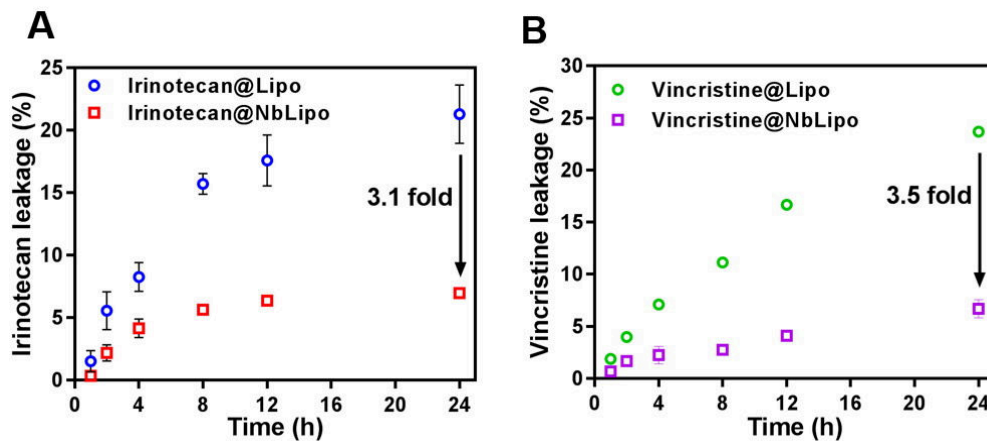 A
Irinotecan leakage (%)
25
20
15
10
5
0
Irinotecan@Lipo
Irinotecan@NbLipo
3.1 fold
0 4 8 12 16 20 24
Time (h)
B
Vincristine leakage (%)
30
25
20
15
10
5
0
Vincristine@Lipo
Vincristine@NbLipo
3.5 fold
0 4 8 12 16 20 24
Time (h)